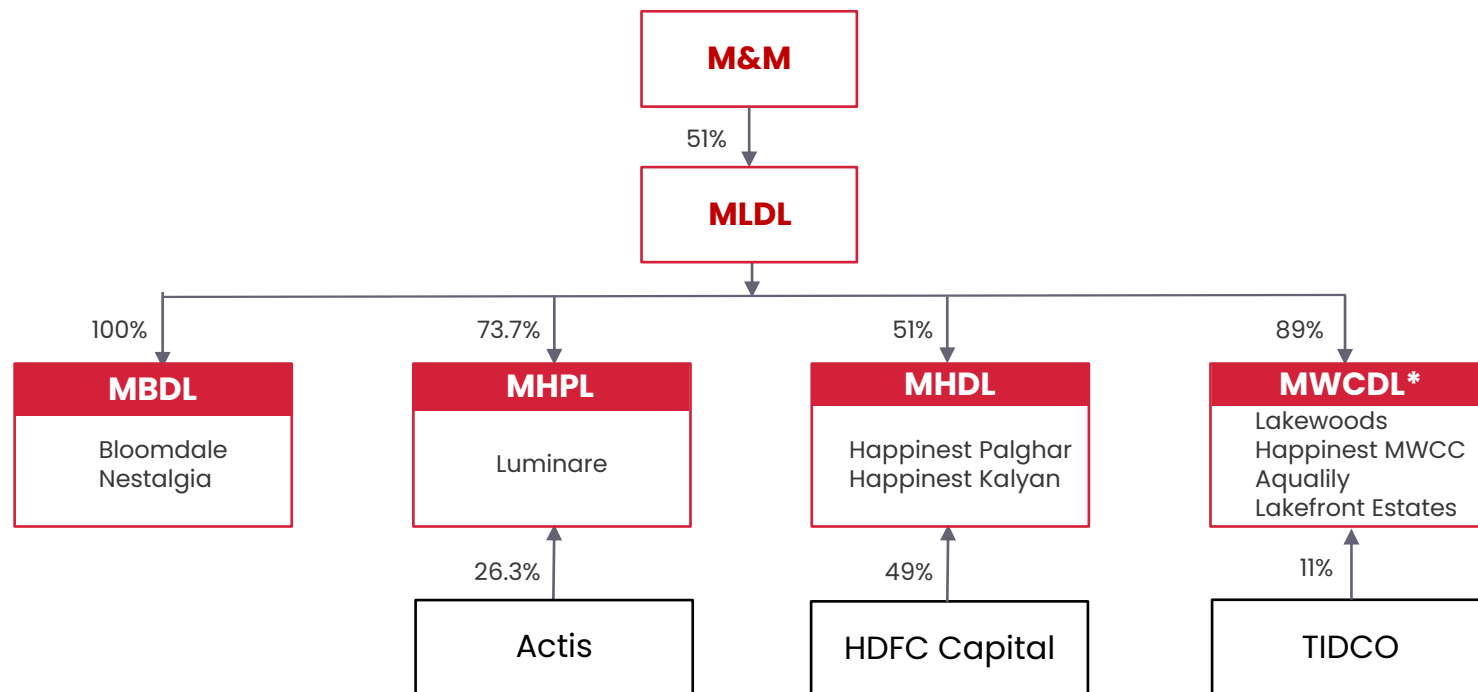 M&M
51%
MLDL
100%
73.7%
51%
89%
MBDL
MHPL
MHDL
MWCDL*
Bloomdale
Nestalgia
Luminare
Happinest Palghar
Happinest Kalyan
Lakewoods
Happinest MWCC
Aqualily
Lakefront Estates
26.3%
49%
11%
Actis
HDFC Capital
TIDCO